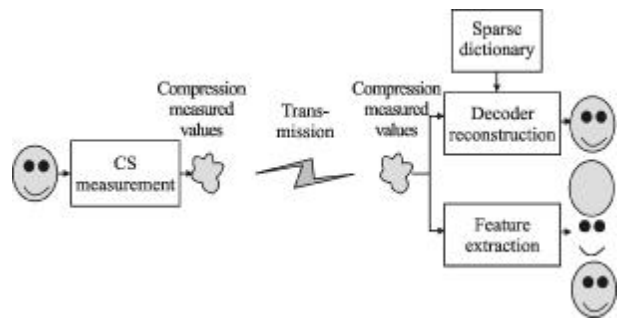 Sparse
dictionary
Compression
measured
values
Trans-
mission
Compression
measured
values
Decoder
reconstruction
CS
measurement
Feature
extraction